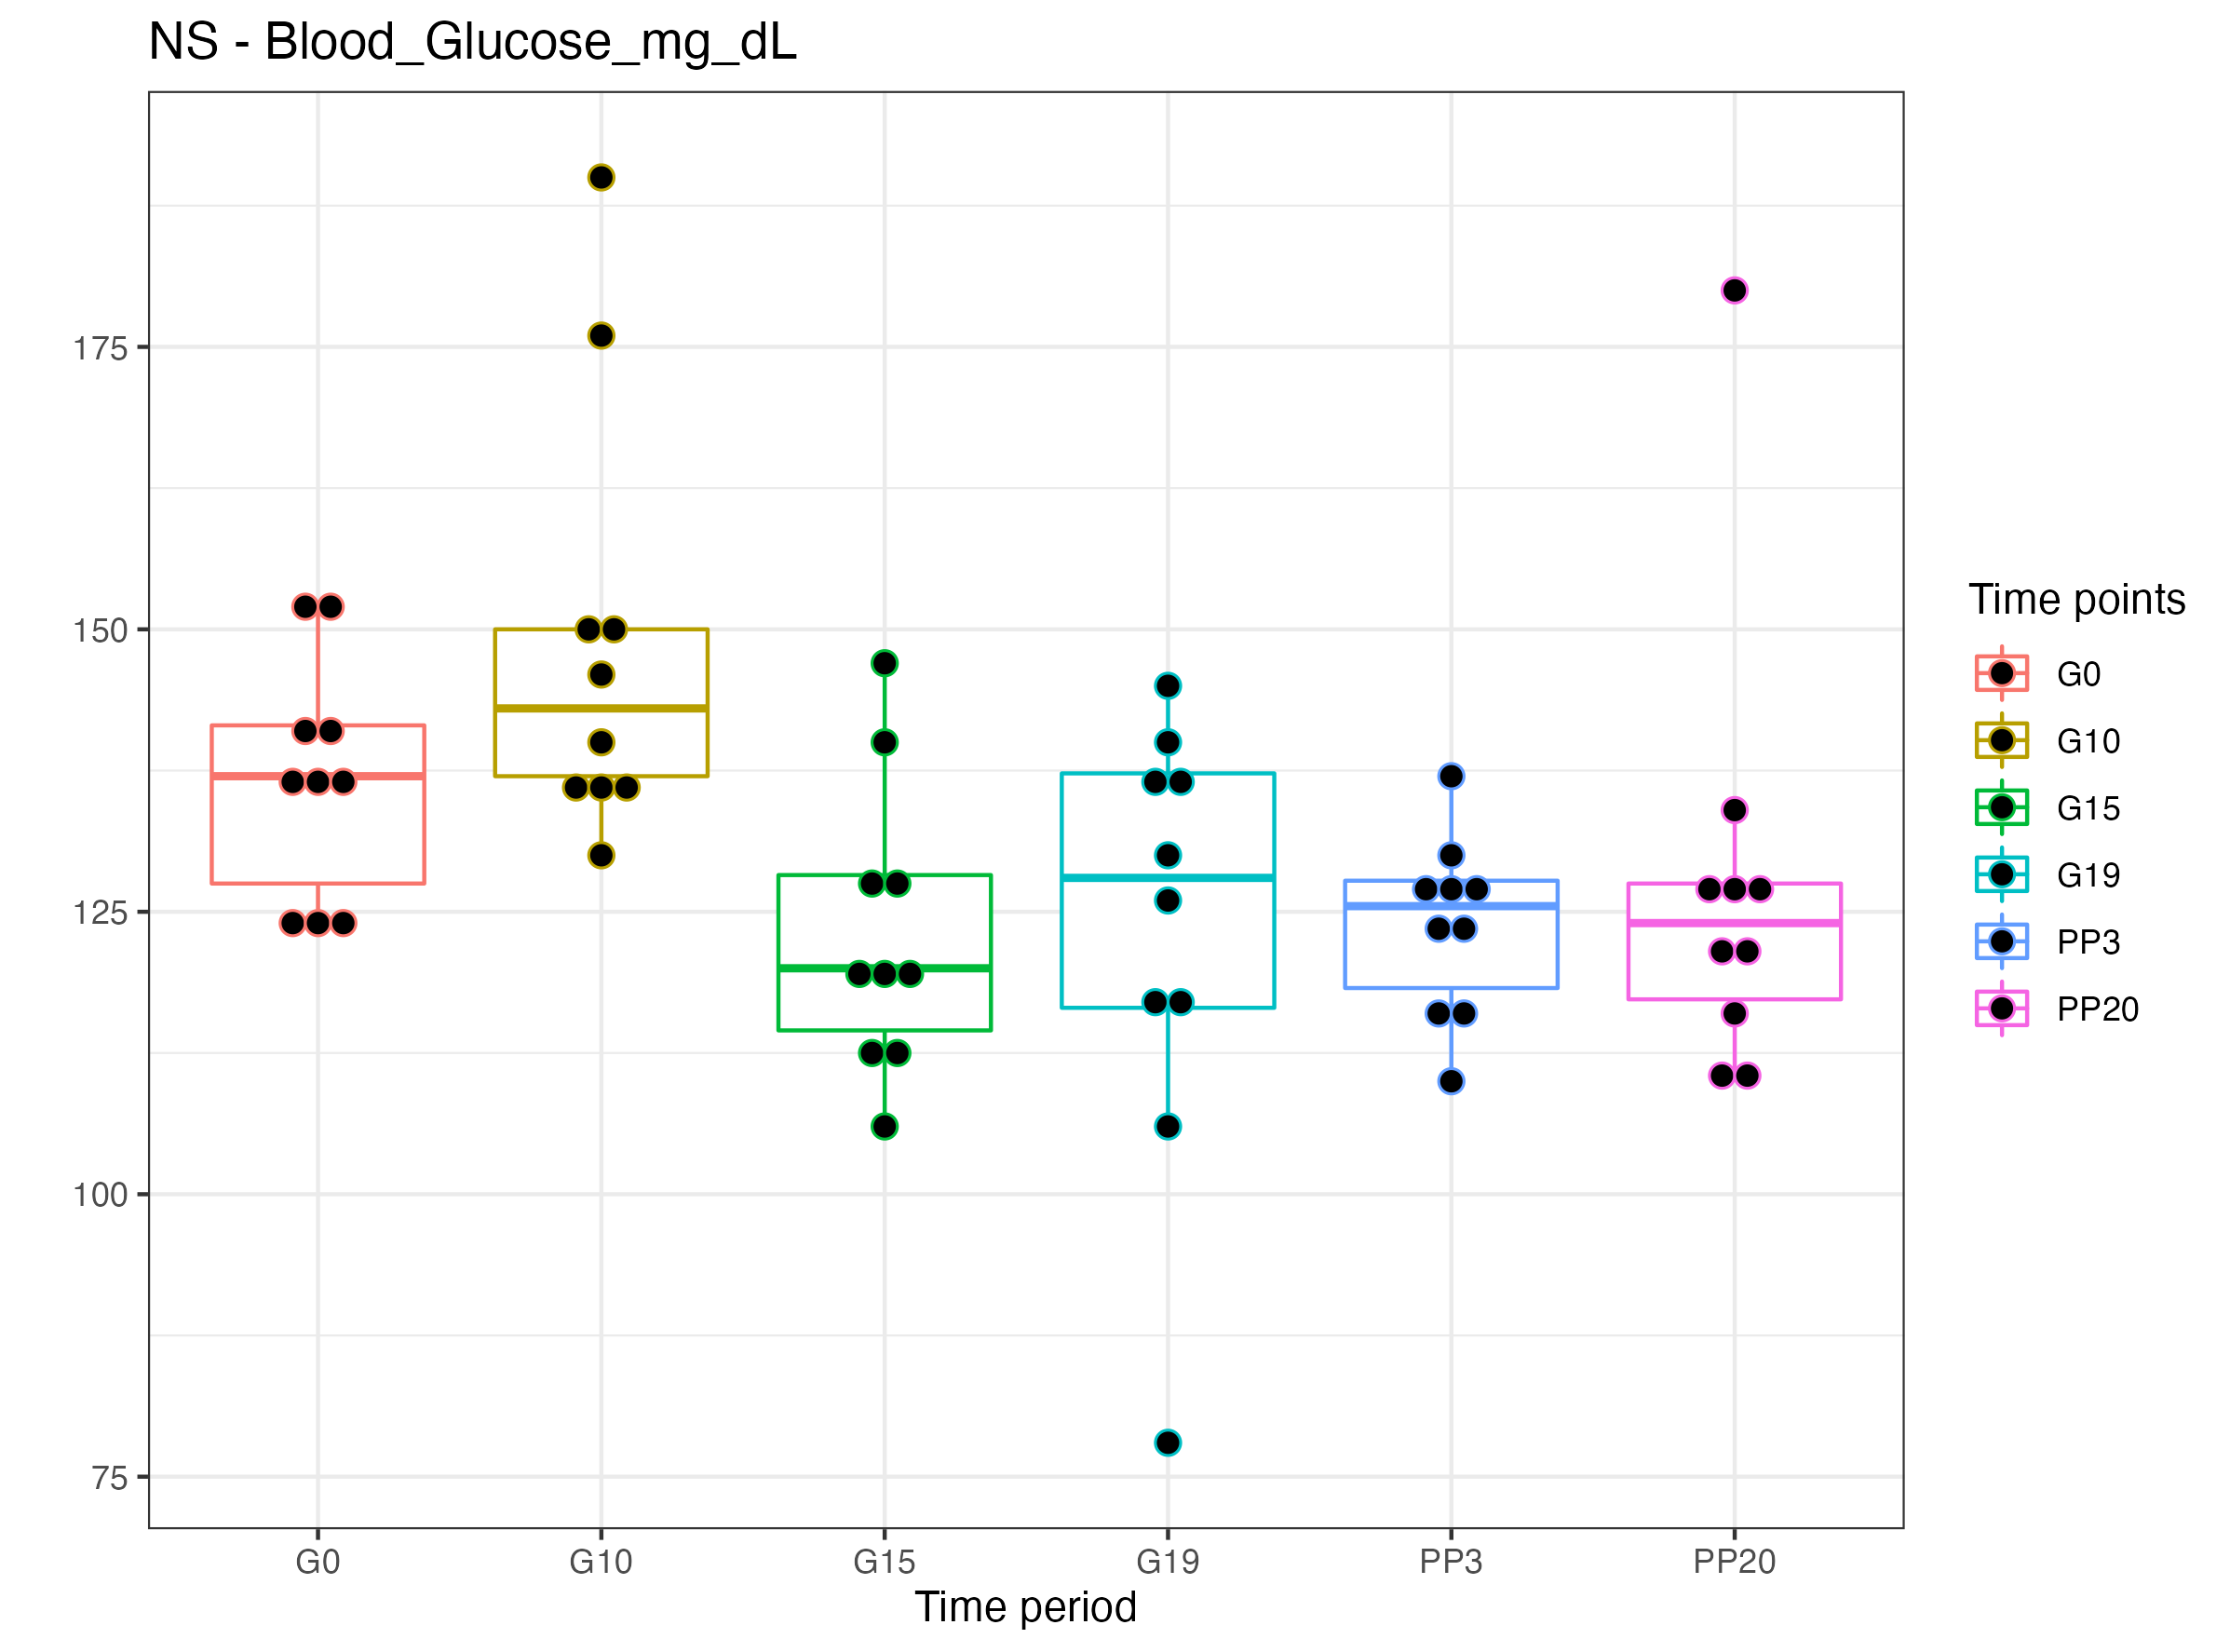 NS - Blood_Glucose_mg_dL
175
150
125
100
75
G0 G10 G15 G19 PP3 PP20
Time period
Time points
G0
G10
G15
G19
PP3
PP20